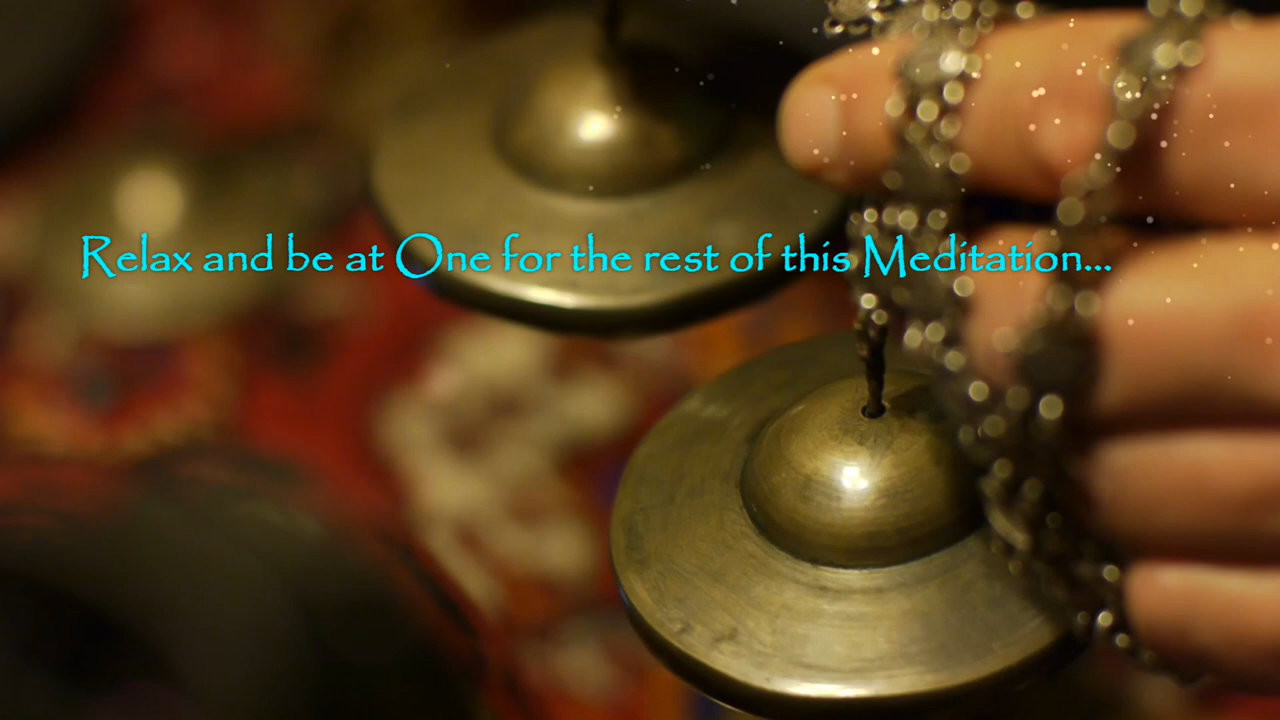 Relax and be at One for the rest of this Meditation...